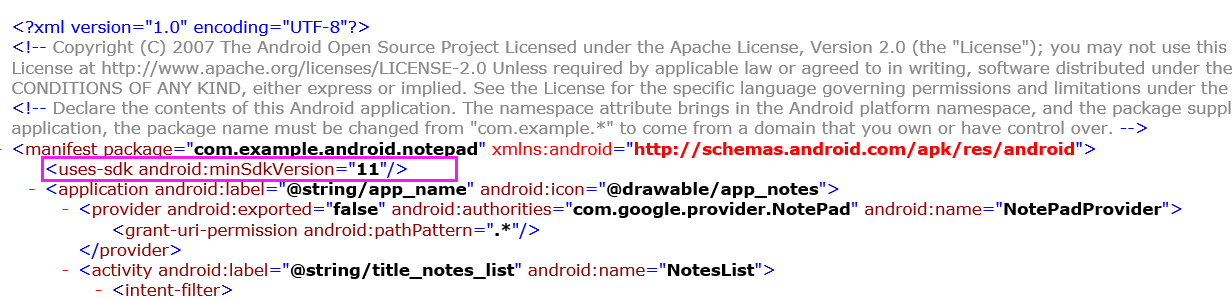 <?xml version="1.0" encoding="UTF-8"?>
<!-- Copyright (C) 2007 The Android Open Source Project Licensed under the Apache License, Version 2.0 (the "License"); you may not use this
License at http://www.apache.org/licenses/LICENSE-2.0 Unless required by applicable law or agreed to in writing, software distributed under the
CONDITIONS OF ANY KIND, either express or implied. See the License for the specific language governing permissions and limitations under the
<!-- Declare the contents of this Android application. The namespace attribute brings in the Android platform namespace, and the package suppl
application, the package name must be changed from "com.example.*" to come from a domain that you own or have control over. -->
- <manifest package="com.example.android.notepad" xmlns:android="http://schemas.android.com/apk/res/android">
<uses-sdk android:minSdkVersion="11"/>
- <application android:label="@string/app_name" android:icon="@drawable/app_notes">
- <provider android:exported="false" android:authorities="com.google.provider.NotePad" android:name="NotePadProvider">
<grant-uri-permission android:pathPattern=".*"/>
</provider>
- <activity android:label="@string/title_notes_list" android:name="NotesList">
- <intent-filter>